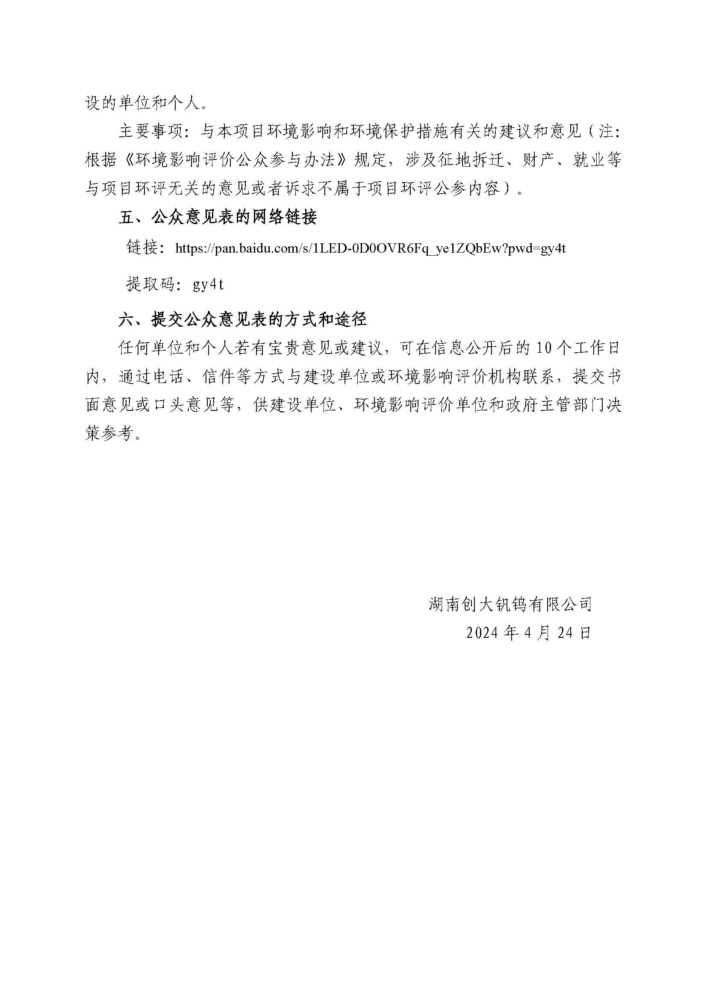 设的单位和个人。
主要事项：与本项目环境影响和环境保护措施有关的建议和意见（注：
根据《环境影响评价公众参与办法》规定，涉及征地拆迁、财产、就业等
与项目环评无关的意见或者诉求不属于项目环评公参内容）。
五、公众意见表的网络链接
链接：https://pan.baidu.com/s/1LED-0D0OVR6Fq_ye1ZQbEw?pwd=gy4t
提取码：gy4t
六、提交公众意见表的方式和途径
任何单位和个人若有宝贵意见或建议，可在信息公开后的 10 个工作日
内，通过电话、信件等方式与建设单位或环境影响评价机构联系，提交书
面意见或口头意见等，供建设单位、环境影响评价单位和政府主管部门决
策参考。
湖南创大钒钨有限公司
2024 年 4 月 24 日